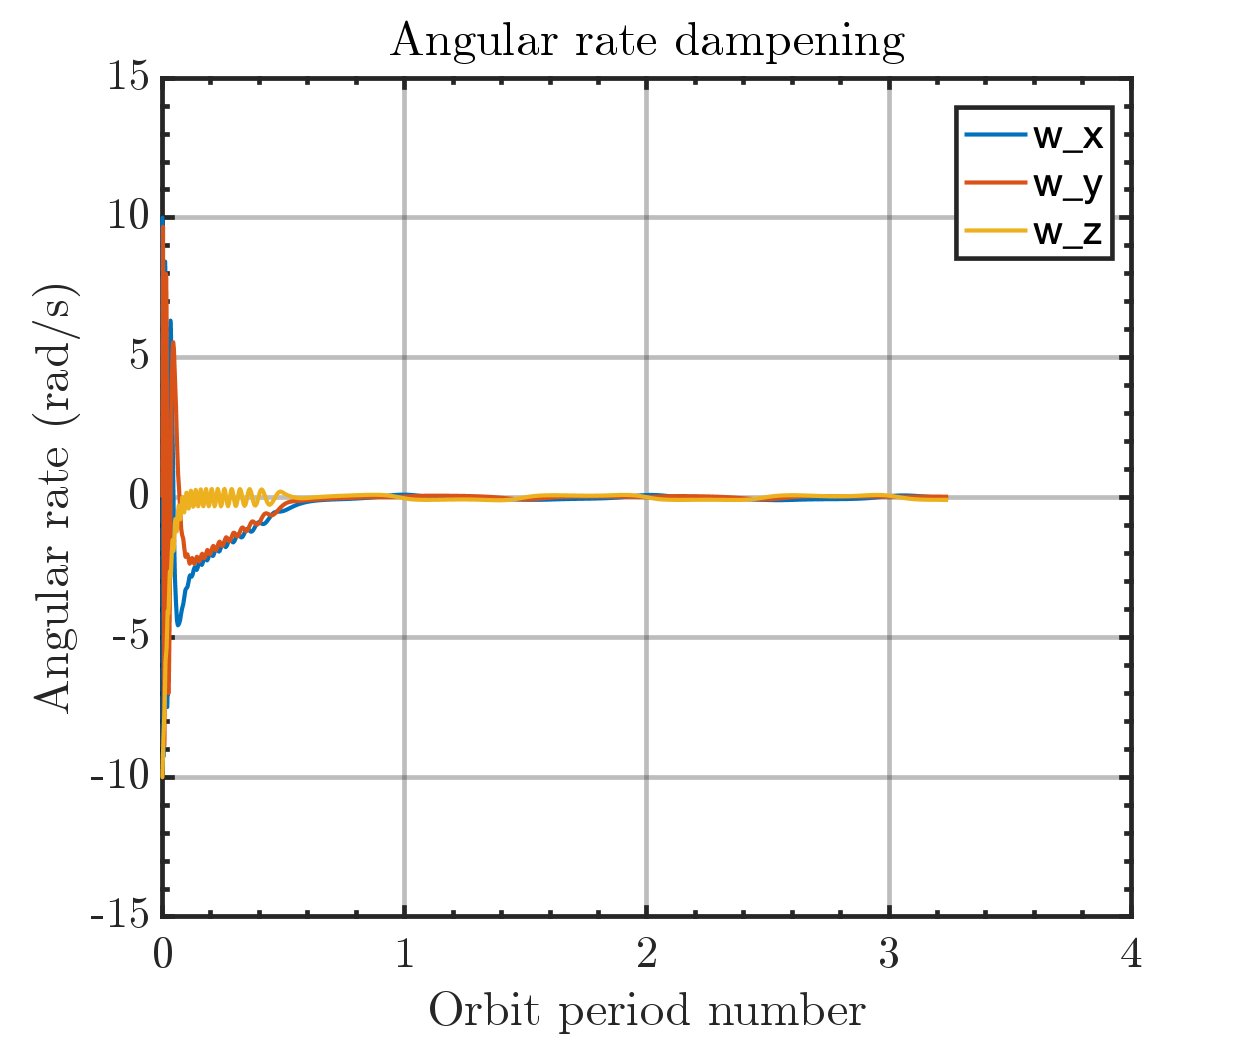 Angular rate dampening
15
10
5
0
-5
-10
-15
Angular rate (rad/s)
w_x
w_y
w_z
0 1 2 3 4
Orbit period number